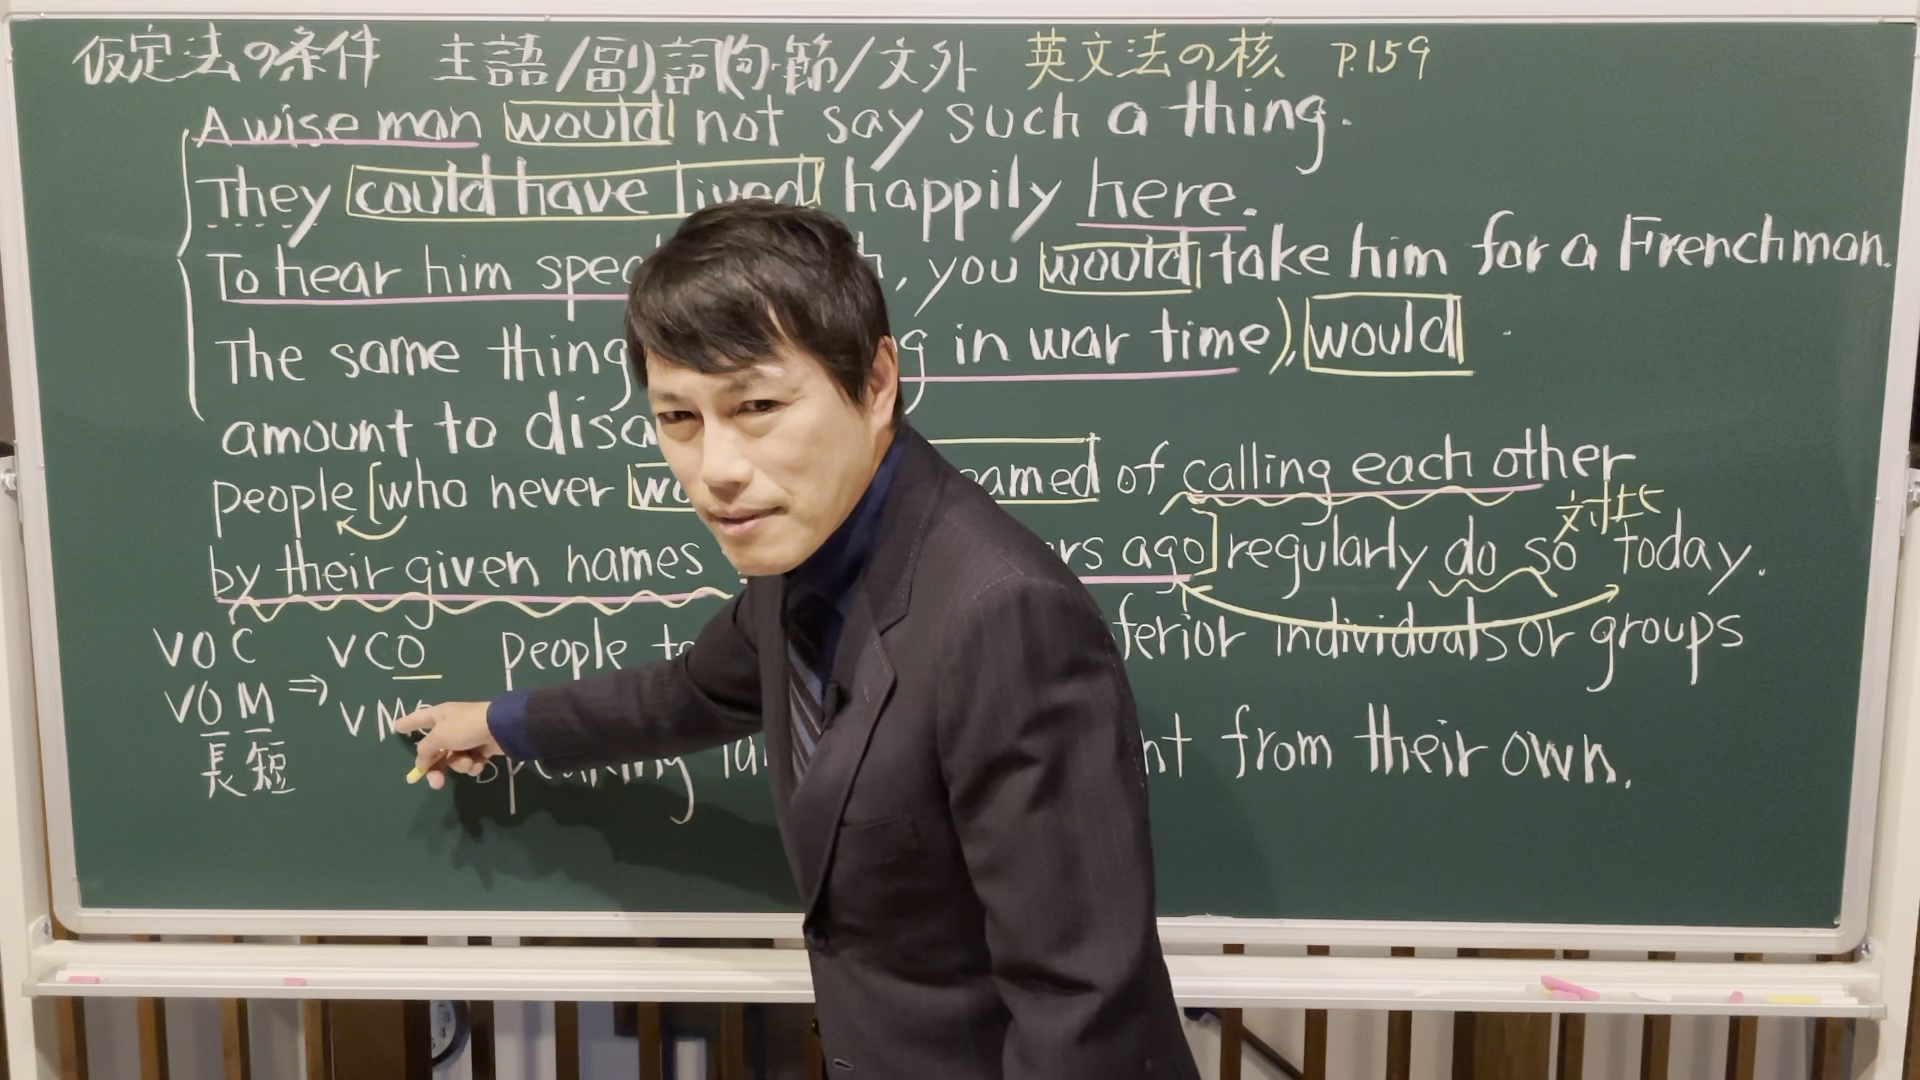 仮定法の条件 主語/副詞句・節/文外 英文法の核 P.159
A wise man would not say such a thing.
They could have lived happily here.
To hear him spea , you would take him for a Frenchman.
The same thing g in war time), would
amount to disa
people [who never wo eamed of calling each other
対比
by their given names rs ago] regularly do so today.
VOC VCO people to ferior individuals or groups
VOM ⇒ VMO
長短 speaking lan nt from their own.